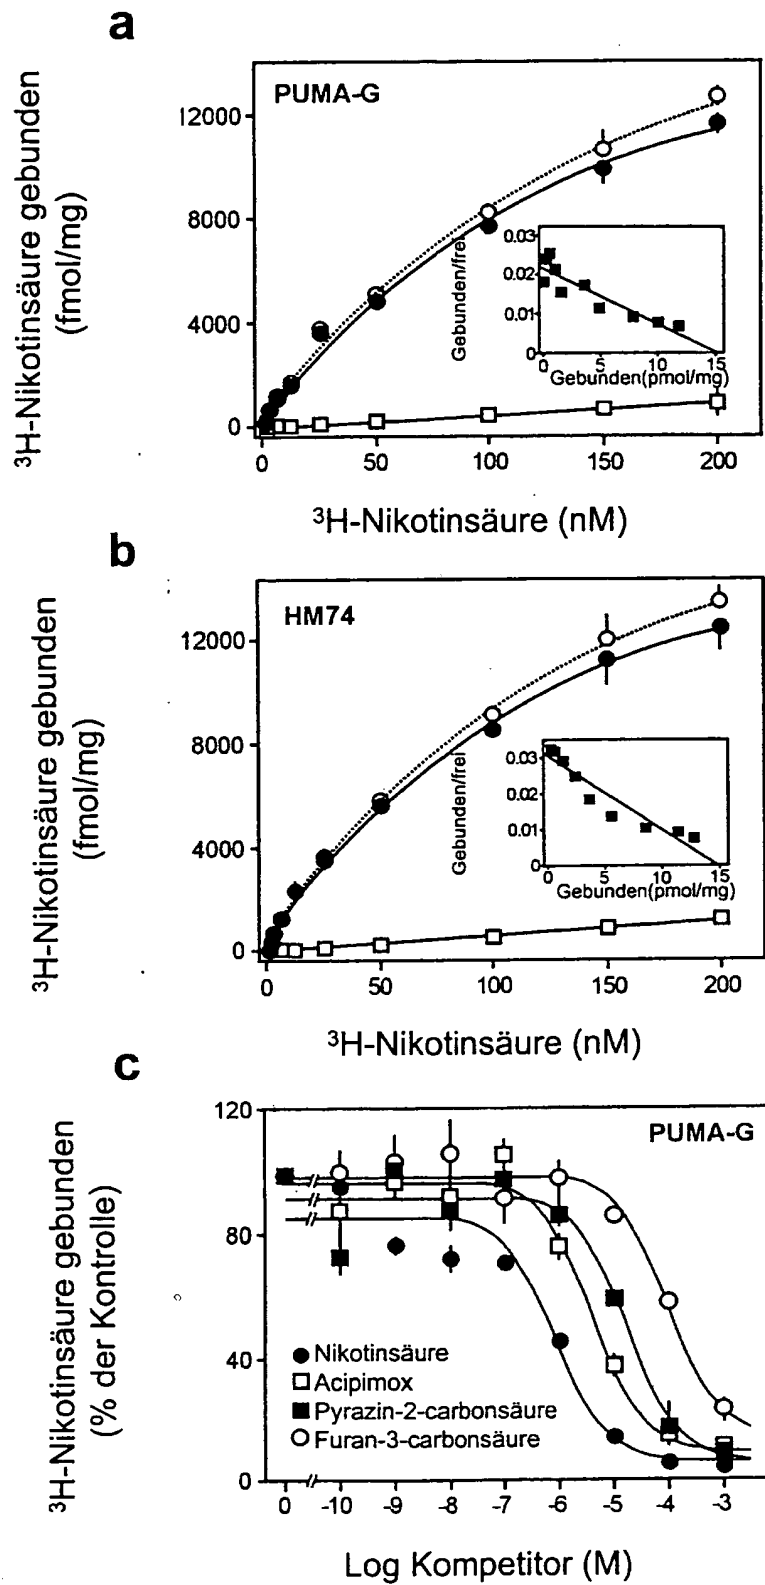 a
PUMA-G
12000
8000
4000
0
³H-Nikotinsäure gebunden
(fmol/mg)
0.03
0.02
0.01
0
Gebunden/frei
0 5 10 15
Gebunden(pmol/mg)
0 50 100 150 200
³H-Nikotinsäure (nM)
b
HM74
12000
8000
4000
0
³H-Nikotinsäure gebunden
(fmol/mg)
0.03
0.02
0.01
0
Gebunden/frei
0 5 10 15
Gebunden(pmol/mg)
0 50 100 150 200
³H-Nikotinsäure (nM)
c
PUMA-G
120
80
40
0
³H-Nikotinsäure gebunden
(% der Kontrolle)
Nikotinsäure
Acipimox
Pyrazin-2-carbonsäure
Furan-3-carbonsäure
0 -10 -9 -8 -7 -6 -5 -4 -3
Log Kompetitor (M)